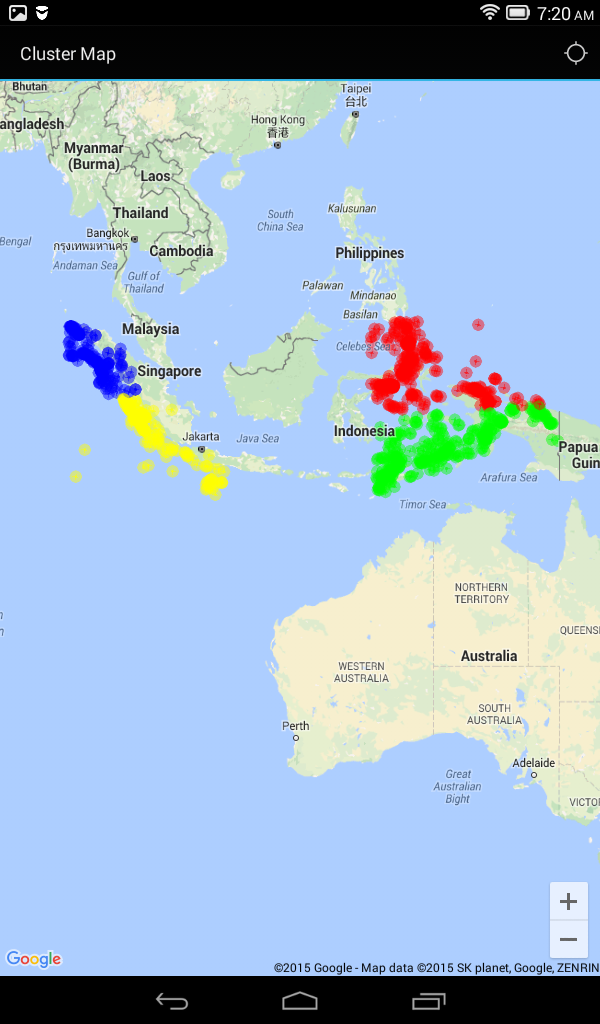 7:20 AM
Cluster Map
Bhutan
Taipei
台北
angladesh
Hong Kong
香港
Myanmar
(Burma)
Laos
Thailand
Kalusunan
South
China Sea
Bengal
Bangkok
กรุงเทพมหานคร
Cambodia
Philippines
Andaman Sea
Gulf of
Thailand
Palawan
Mindanao
Basilan
Malaysia
Celebes Sea
Singapore
Jakarta
Java Sea
Indonesia
Papua
Guin
Arafura Sea
Timor Sea
NORTHERN
TERRITORY
n
QUEENS
Australia
WESTERN
AUSTRALIA
SOUTH
AUSTRALIA
Perth
Adelaide
Great
Australian
Bight
VICTO
+
−
Google
©2015 Google - Map data ©2015 SK planet, Google, ZENRIN